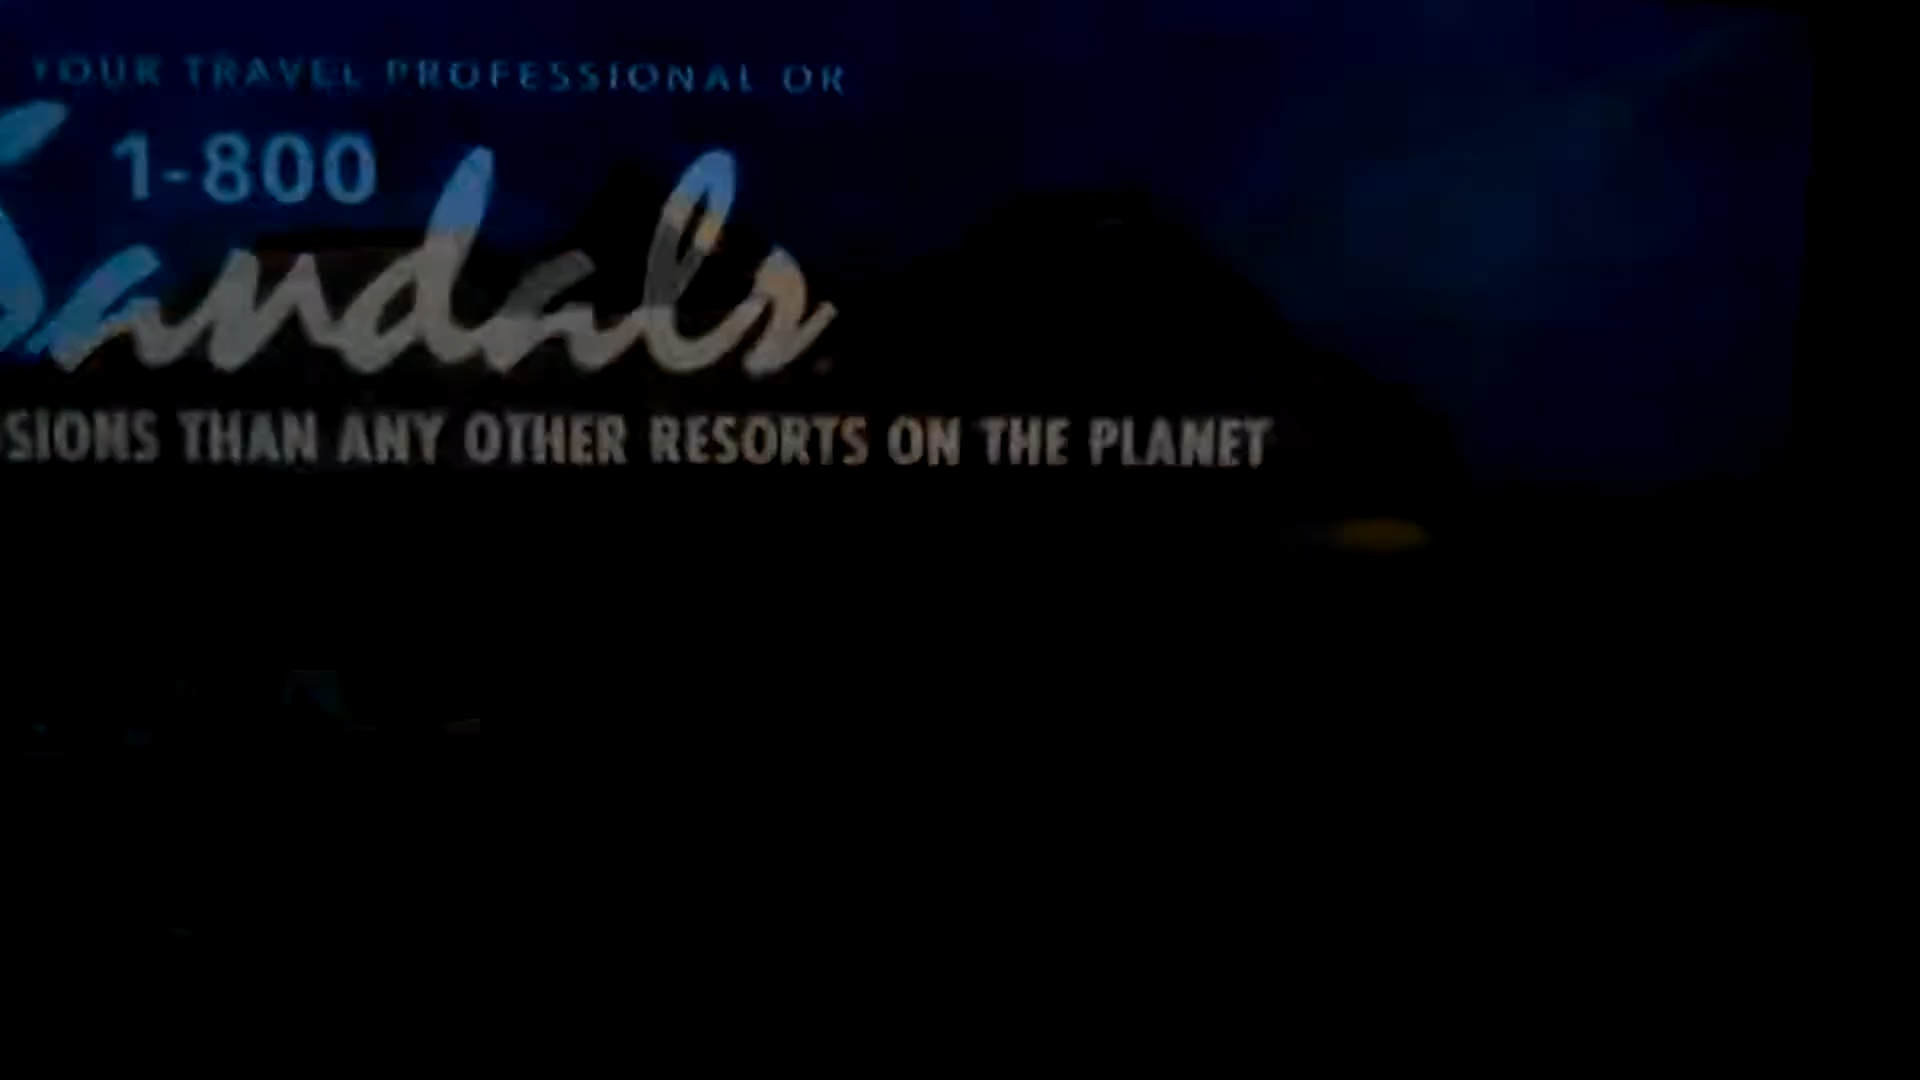 YOUR TRAVEL PROFESSIONAL OR
1-800
Sandals
SIONS THAN ANY OTHER RESORTS ON THE PLANET